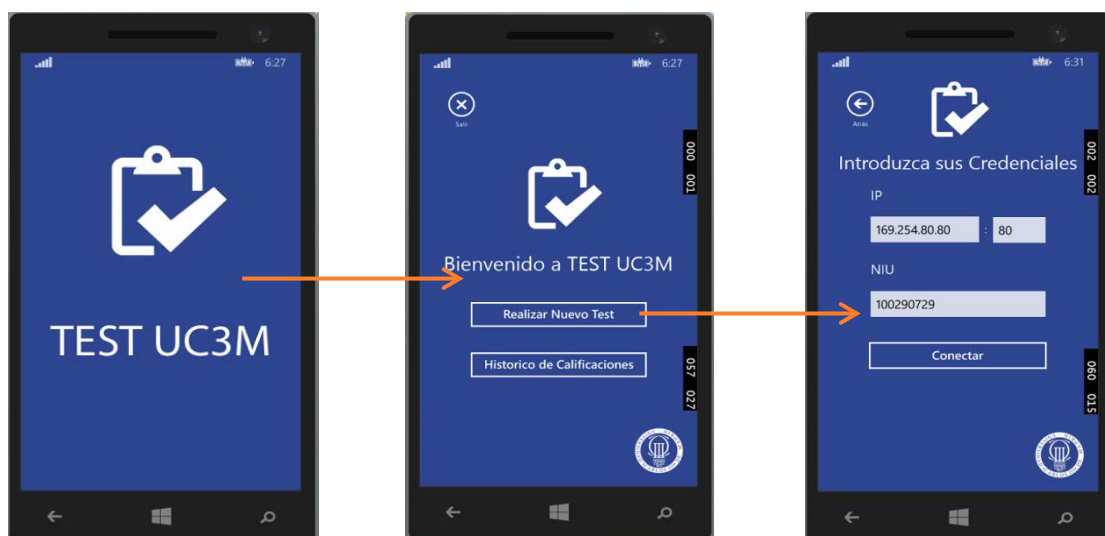 6:27
TEST UC3M
6:27
Salir
000 001
Bienvenido a TEST UC3M
Realizar Nuevo Test
Historico de Calificaciones
057 027
6:31
Atrás
002 002
Introduzca sus Credenciales
IP
169.254.80.80 : 80
NIU
100290729
Conectar
060 015